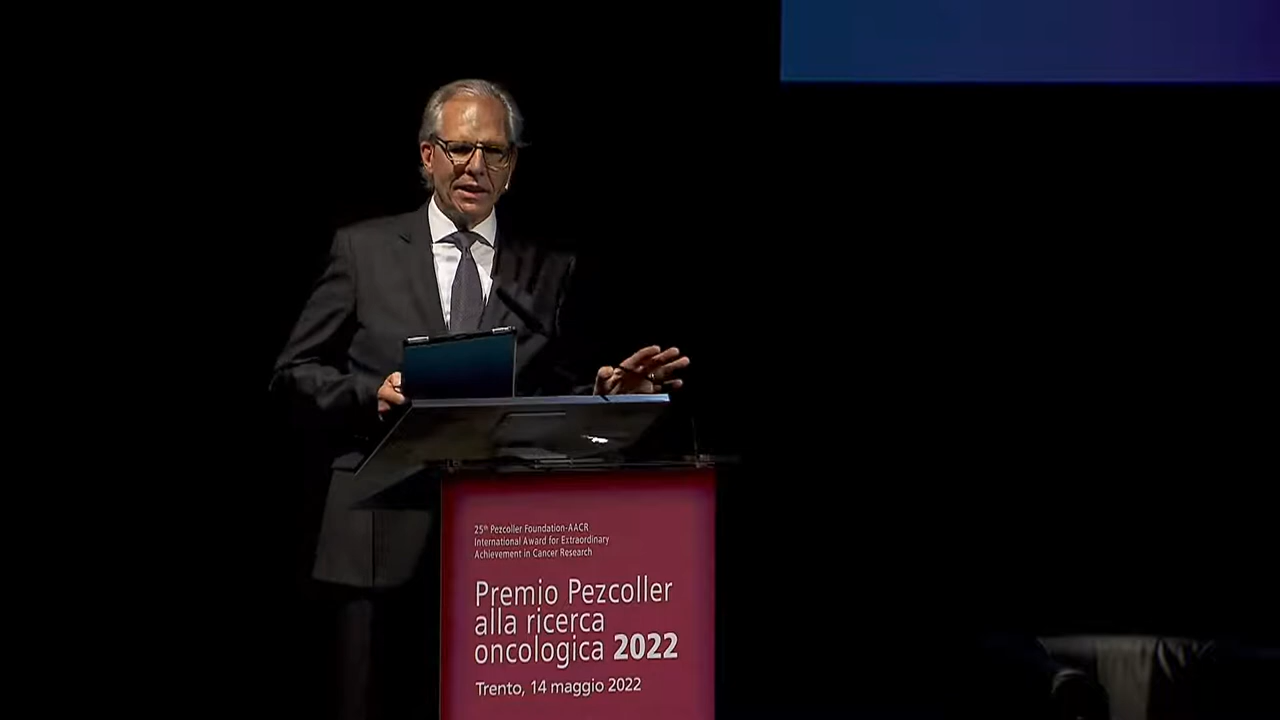 25th Pezcoller Foundation-AACR
International Award for Extraordinary
Achievement in Cancer Research
Premio Pezcoller
alla ricerca
oncologica 2022
Trento, 14 maggio 2022